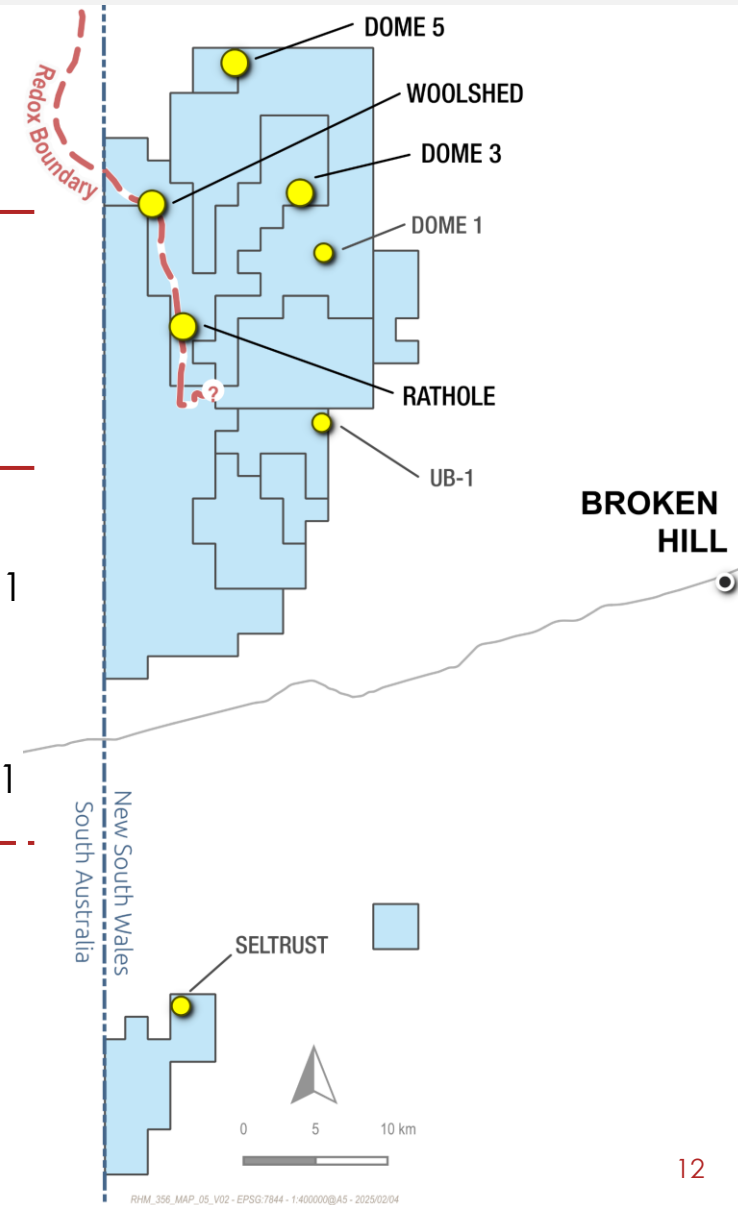 DOME 5
WOOLSHED
Redox Boundary
DOME 3
DOME 1
RATHOLE
?
UB-1
BROKEN
HILL
1
1
New South Wales
South Australia
SELTRUST
0 5 10 km
12
RHM_356_MAP_05_V02 - EPSG:7844 - 1:400000@A5 - 2025/02/04